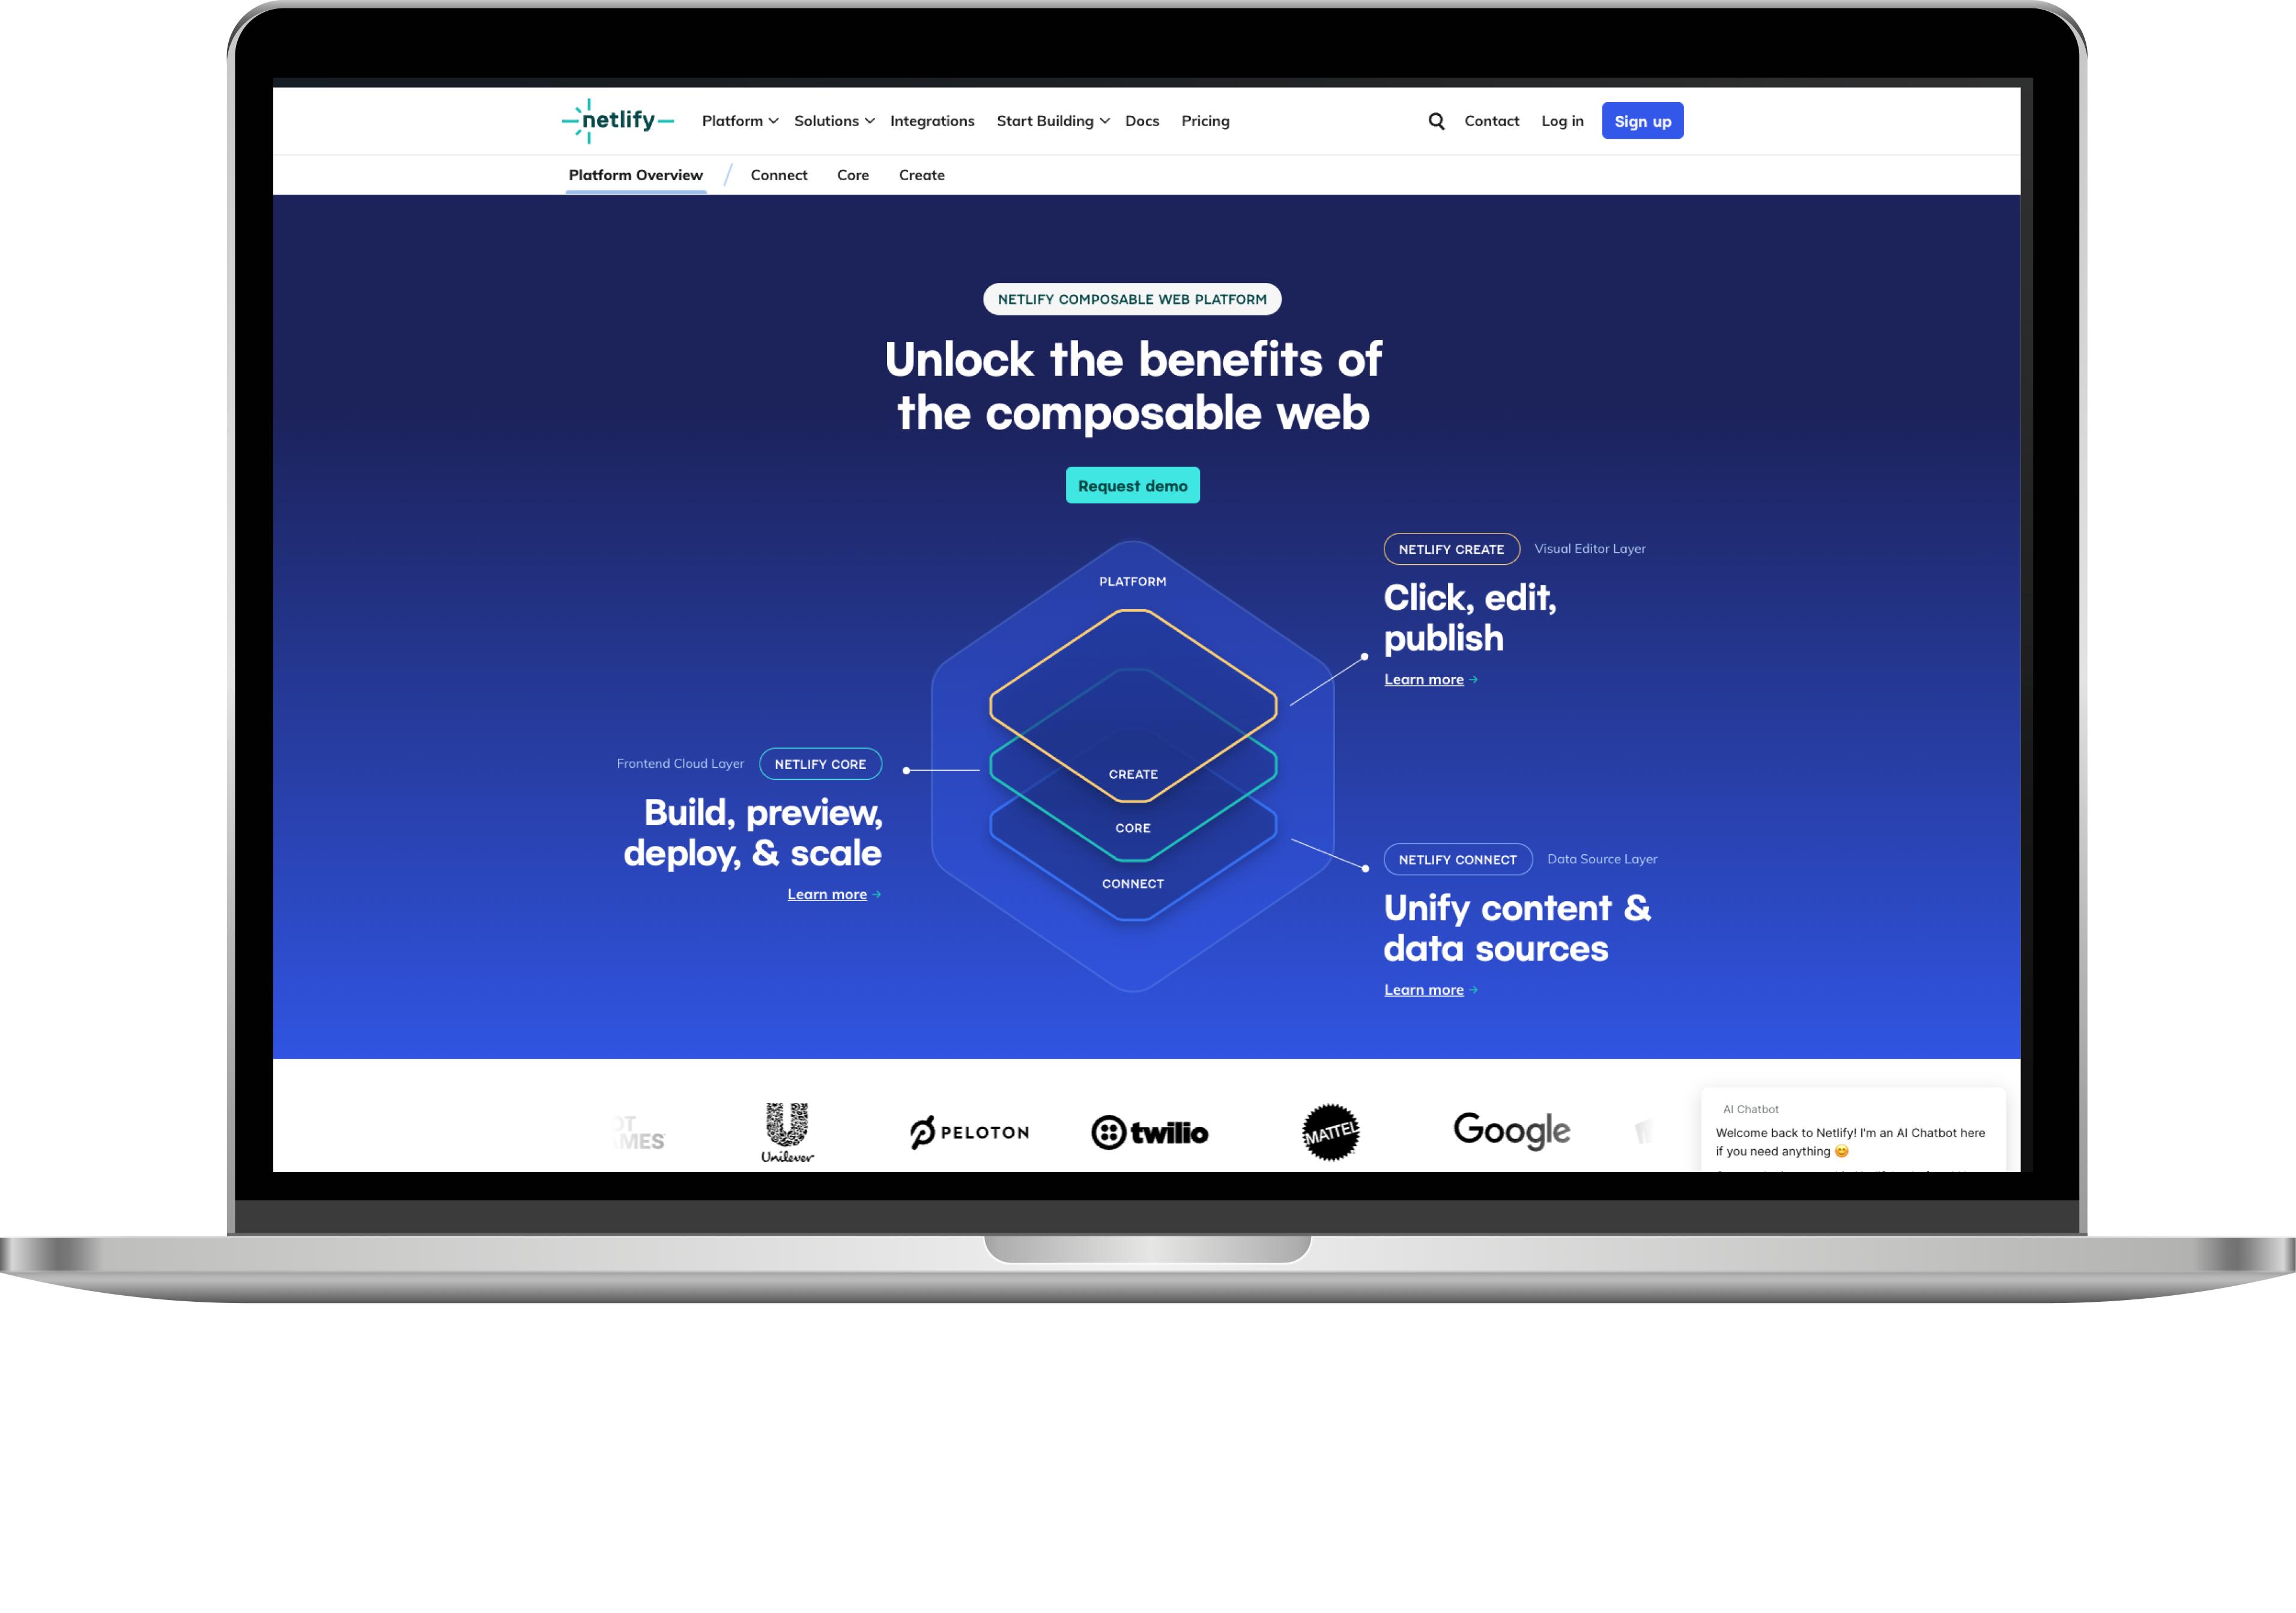 netlify
Platform
Solutions
Integrations
Start Building
Docs
Pricing
Contact
Log in
Sign up
Platform Overview
Connect
Core
Create
NETLIFY COMPOSABLE WEB PLATFORM
Unlock the benefits of
the composable web
Request demo
PLATFORM
CREATE
CORE
CONNECT
NETLIFY CREATE
Visual Editor Layer
Click, edit,
publish
Learn more →
Frontend Cloud Layer
NETLIFY CORE
Build, preview,
deploy, & scale
Learn more →
NETLIFY CONNECT
Data Source Layer
Unify content &
data sources
Learn more →
Unilever
PELOTON
twilio
MATTEL
Google
AI Chatbot
Welcome back to Netlify! I'm an AI Chatbot here
if you need anything 😊